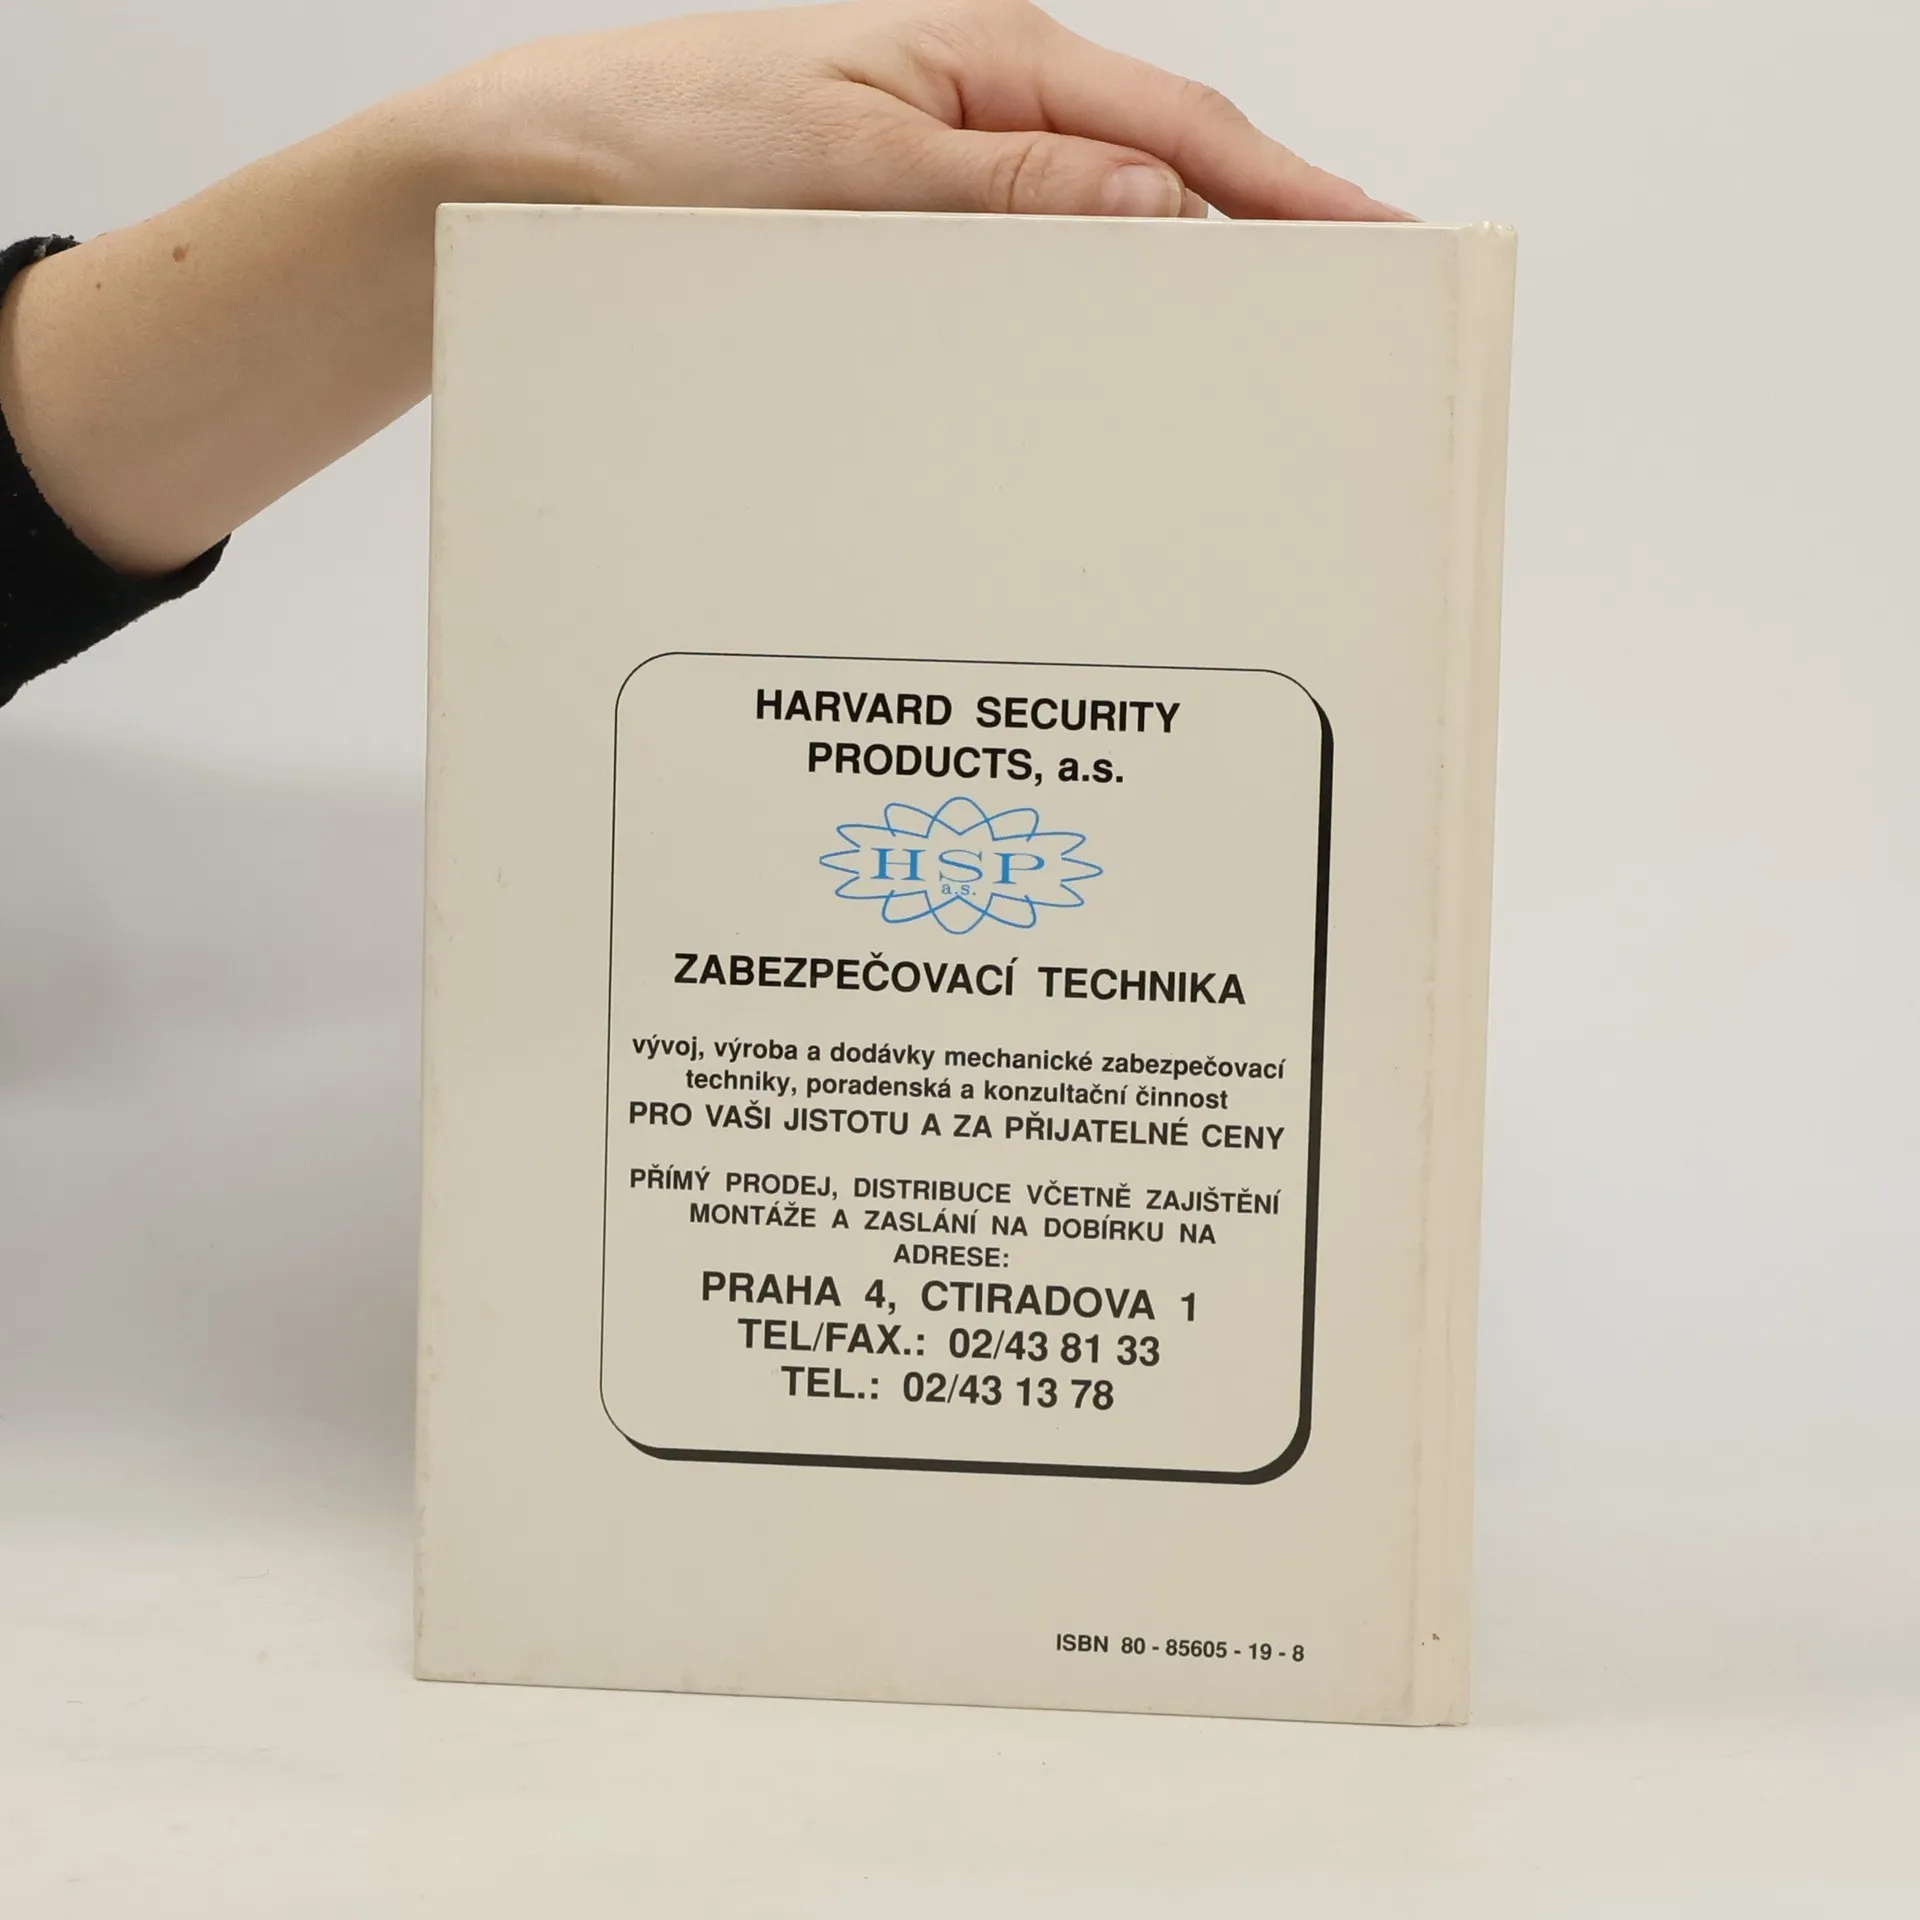 HARVARD SECURITY
PRODUCTS, a.s.
HSP
a.s.
ZABEZPEČOVACÍ TECHNIKA
vývoj, výroba a dodávky mechanické zabezpečovací
techniky, poradenská a konzultační činnost
PRO VAŠI JISTOTU A ZA PŘIJATELNÉ CENY
PŘÍMÝ PRODEJ, DISTRIBUCE VČETNĚ ZAJIŠTĚNÍ
MONTÁŽE A ZASLÁNÍ NA DOBÍRKU NA
ADRESE:
PRAHA 4, CTIRADOVA 1
TEL/FAX.: 02/43 81 33
TEL.: 02/43 13 78
ISBN 80 - 85605 - 19 - 8